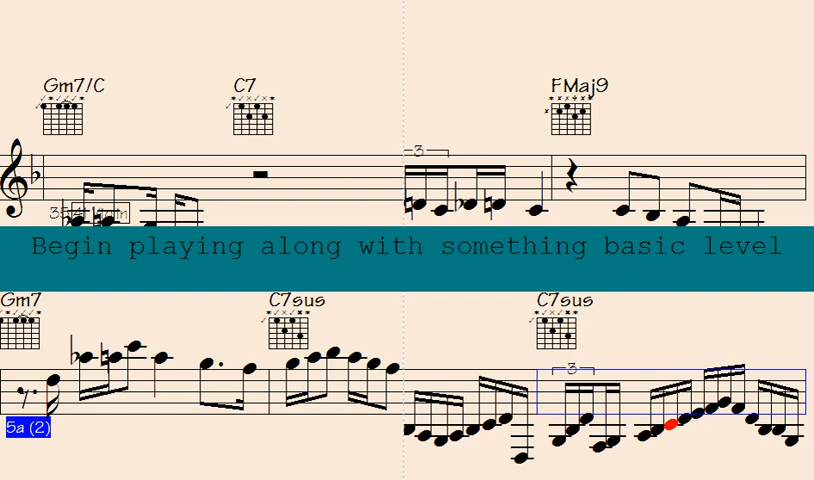 Gm7/C C7 FMaj9
3
Begin playing along with something basic level
Gm7 C7sus C7sus
3
5a (2)